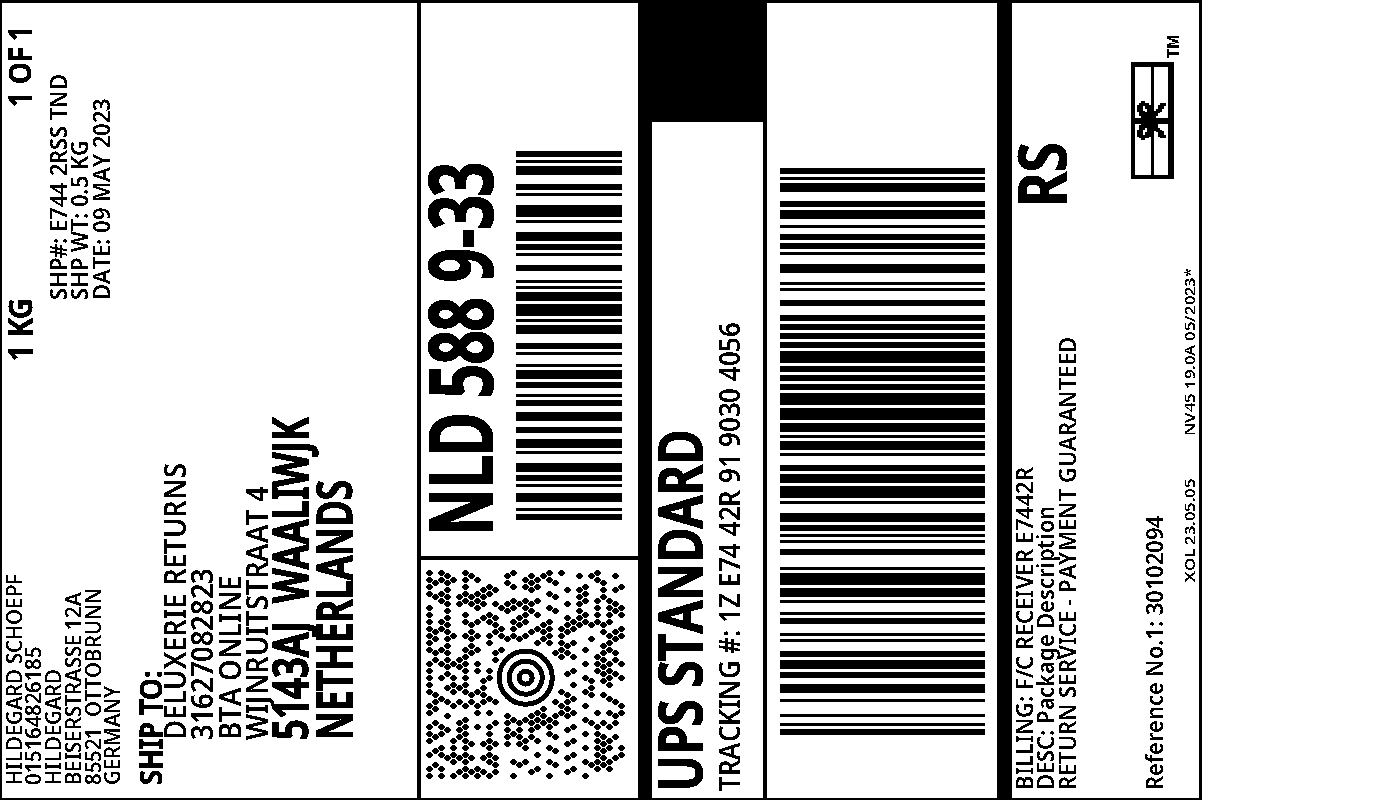 HILDEGARD SCHOEPF
015164826185
HILDEGARD
BEISERSTRASSE 12A
85521 OTTOBRUNN
GERMANY
1 KG
1 OF 1
SHP#: E744 2RSS TND
SHP WT: 0.5 KG
DATE: 09 MAY 2023
SHIP TO:
DELUXERIE RETURNS
31627082823
BTA ONLINE
WINRUITSTRAAT 4
5143AJ WAALIWJK
NETHERLANDS
NLD 588 9-33
UPS STANDARD
TRACKING #: 1Z E74 42R 91 9030 4056
BILLING: F/C RECEIVER E7442R
DESC: Package Description
RETURN SERVICE - PAYMENT GUARANTEED
RS
Reference No.1: 30102094
TM
XOL 23.05.05 NV45 19.0A 05/2023*